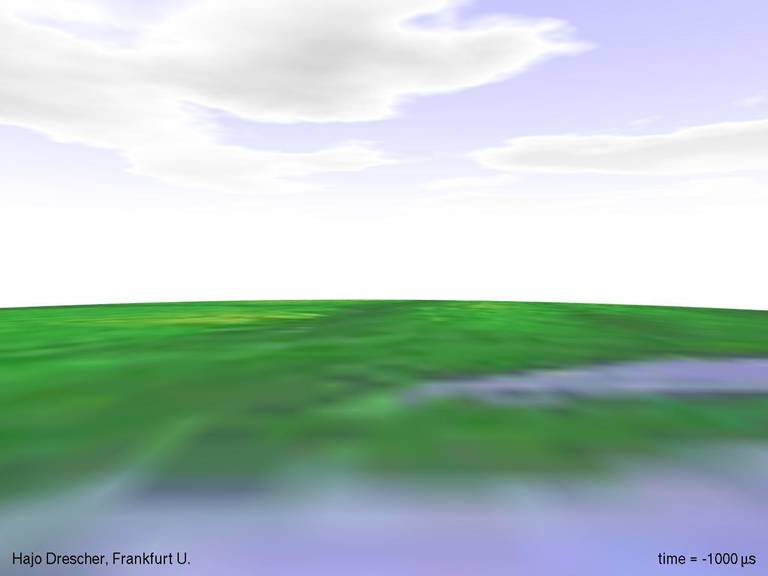 Hajo Drescher, Frankfurt U.
time = -1000 µs